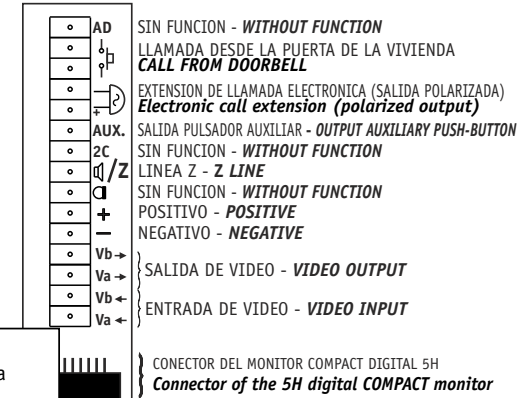 AD SIN FUNCION - WITHOUT FUNCTION
LLAMADA DESDE LA PUERTA DE LA VIVIENDA
CALL FROM DOORBELL
EXTENSION DE LLAMADA ELECTRONICA (SALIDA POLARIZADA)
+ Electronic call extension (polarized output)
AUX. SALIDA PULSADOR AUXILIAR - OUTPUT AUXILIARY PUSH-BUTTON
2C SIN FUNCION - WITHOUT FUNCTION
/Z LINEA Z - Z LINE
SIN FUNCION - WITHOUT FUNCTION
+ POSITIVO - POSITIVE
− NEGATIVO - NEGATIVE
Vb→
Va→
SALIDA DE VIDEO - VIDEO OUTPUT
Vb←
Va←
ENTRADA DE VIDEO - VIDEO INPUT
a
CONECTOR DEL MONITOR COMPACT DIGITAL 5H
Connector of the 5H digital COMPACT monitor